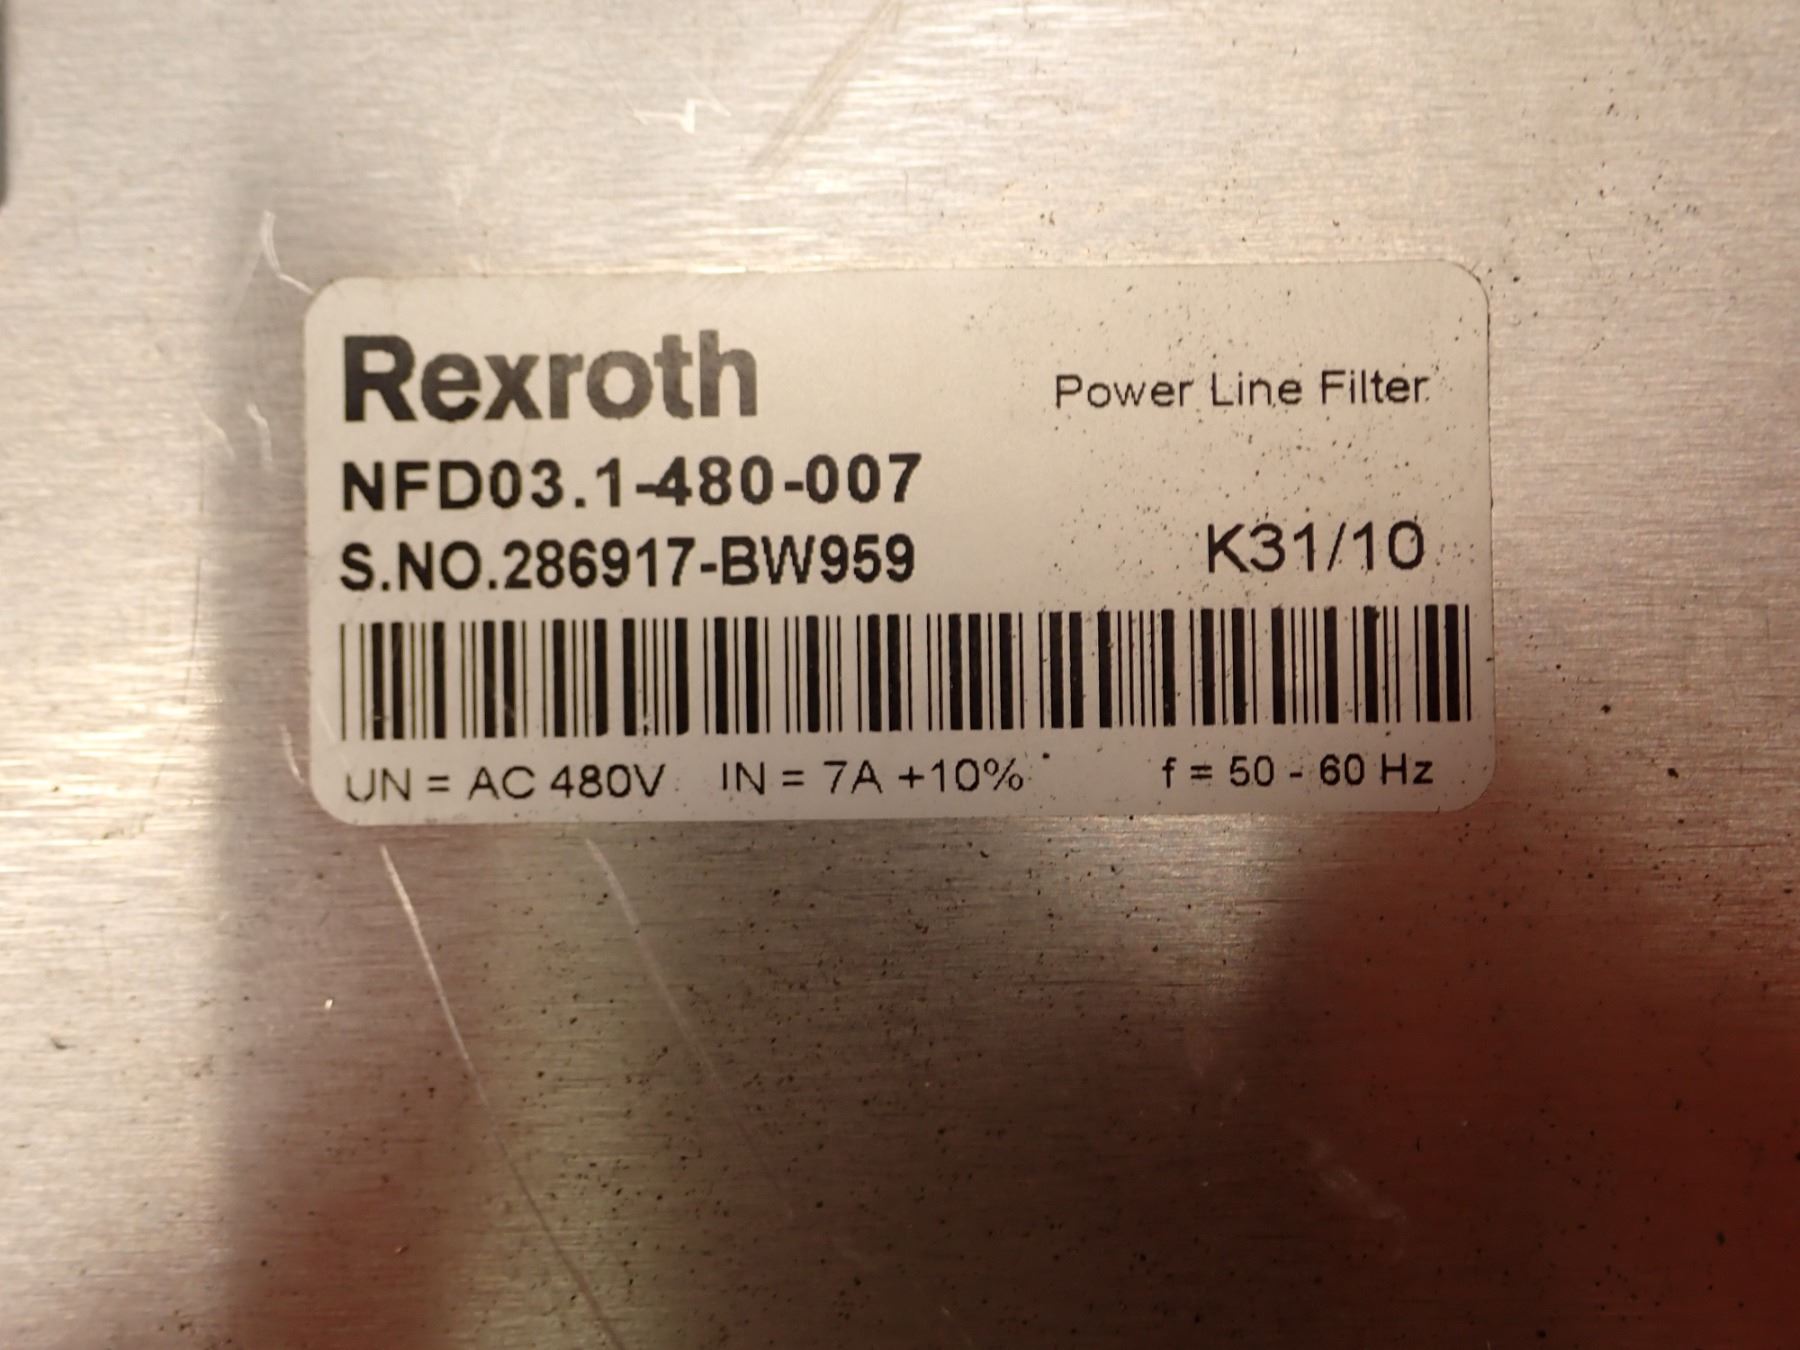 Rexroth
Power Line Filter
NFD03.1-480-007
S.NO.286917-BW959
K31/10
UN = AC 480V IN = 7A +10% f = 50 - 60 Hz